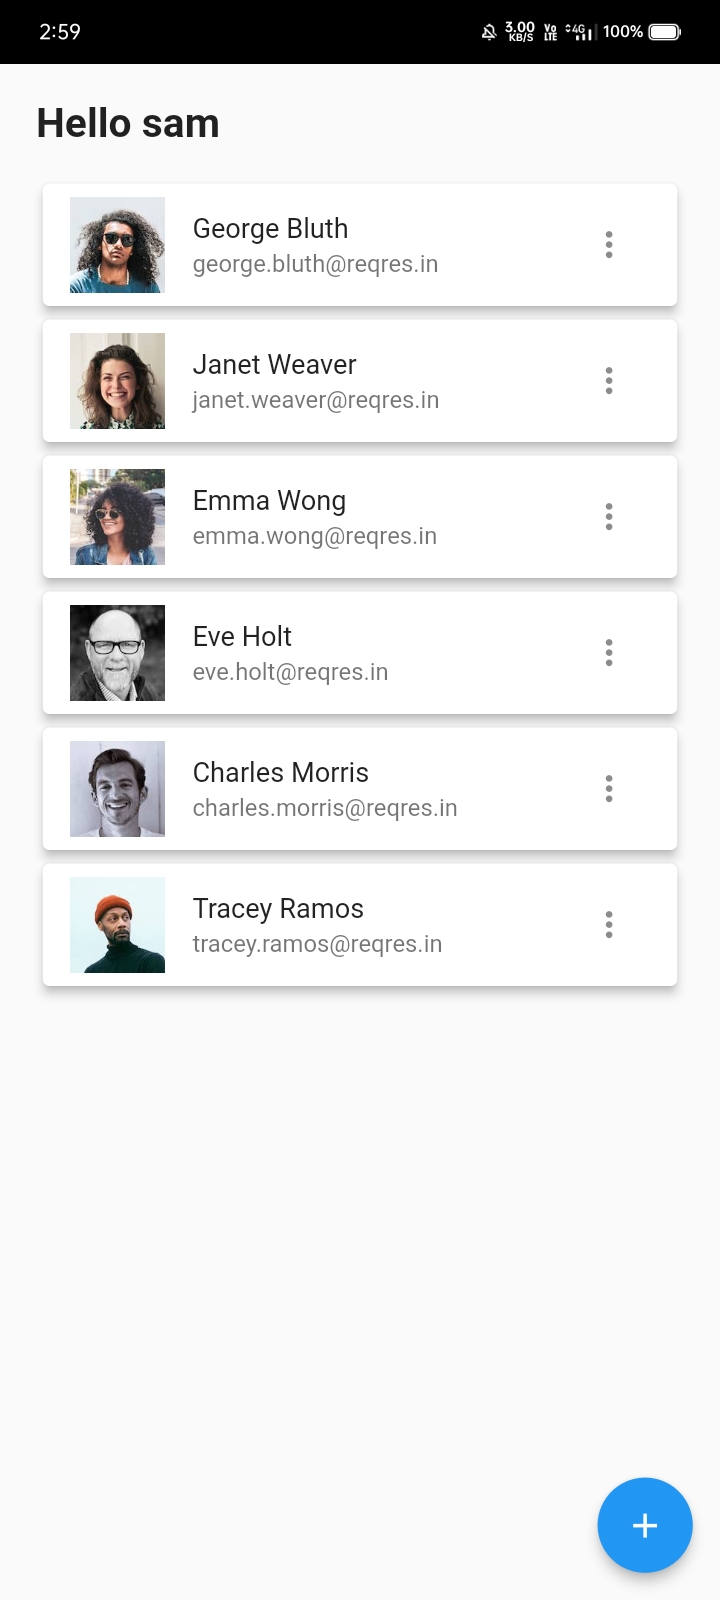 2:59
3.00
KB/S
Vo
LTE
4G
100%
Hello sam
George Bluth
george.bluth@reqres.in
Janet Weaver
janet.weaver@reqres.in
Emma Wong
emma.wong@reqres.in
Eve Holt
eve.holt@reqres.in
Charles Morris
charles.morris@reqres.in
Tracey Ramos
tracey.ramos@reqres.in